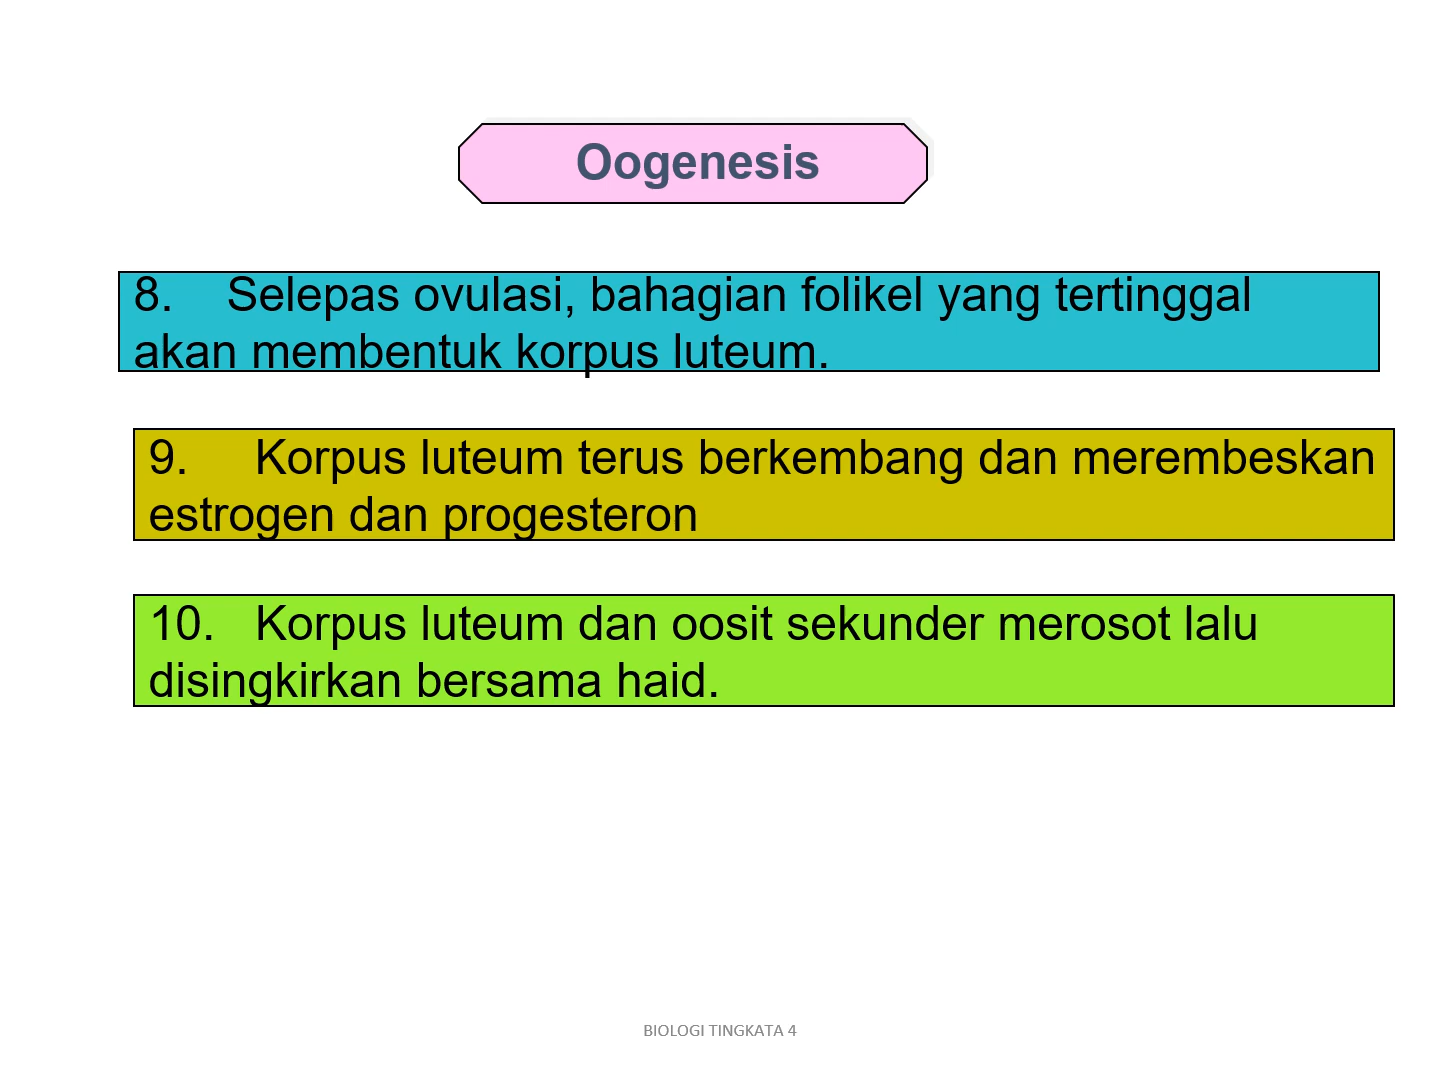 Oogenesis
8. Selepas ovulasi, bahagian folikel yang tertinggal
akan membentuk korpus luteum.
9. Korpus luteum terus berkembang dan merembeskan
estrogen dan progesteron
10. Korpus luteum dan oosit sekunder merosot lalu
disingkirkan bersama haid.
BIOLOGI TINGKATA 4